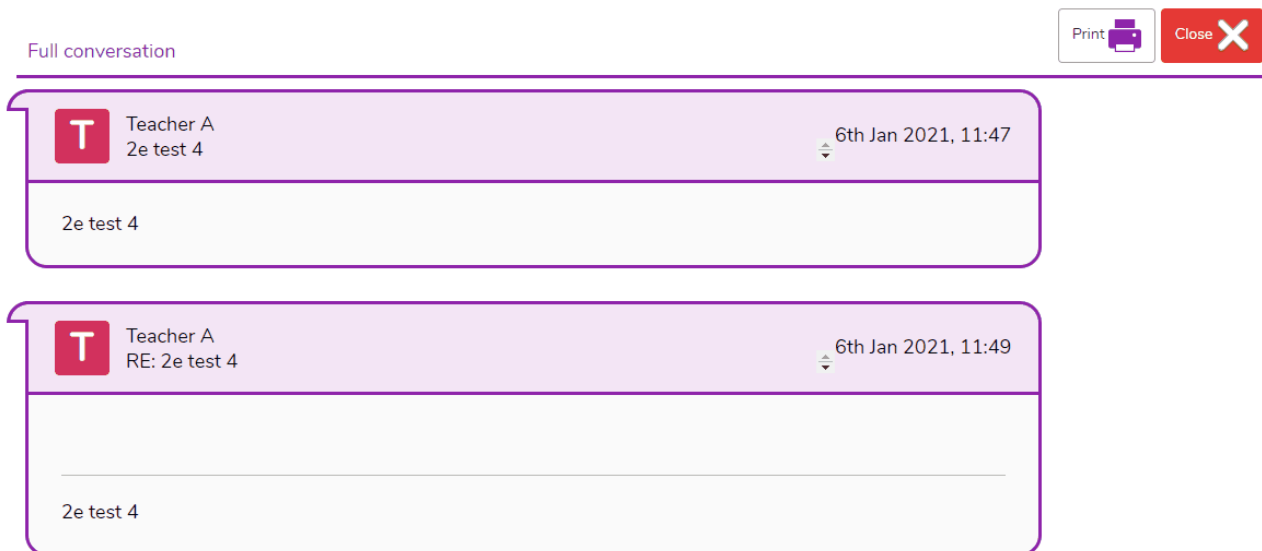 Print
Close
Full conversation
T
Teacher A
2e test 4
6th Jan 2021, 11:47
2e test 4
T
Teacher A
RE: 2e test 4
6th Jan 2021, 11:49
2e test 4